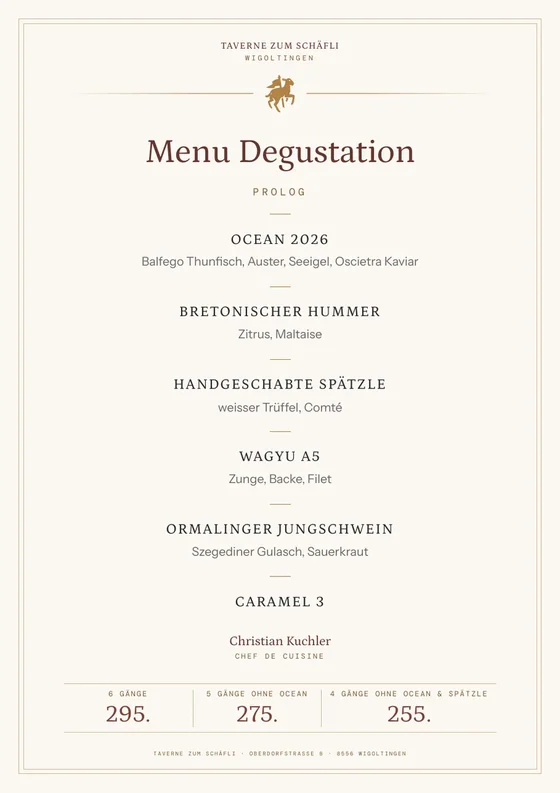 TAVERNE ZUM SCHÄFLI
WIGOLTINGEN
Menu Degustation
PROLOG
OCEAN 2026
Balfego Thunfisch, Auster, Seeigel, Oscietra Kaviar
BRETONISCHER HUMMER
Zitrus, Maltaise
HANDGESCHABTE SPÄTZLE
weisser Trüffel, Comté
WAGYU A5
Zunge, Backe, Filet
ORMALINGER JUNGSCHWEIN
Szegediner Gulasch, Sauerkraut
CARAMEL 3
Christian Kuchler
CHEF DE CUISINE
6 GÄNGE
295.
5 GÄNGE OHNE OCEAN
275.
4 GÄNGE OHNE OCEAN & SPÄTZLE
255.
TAVERNE ZUM SCHÄFLI · OBERDORFSTRASSE 8 · 8556 WIGOLTINGEN